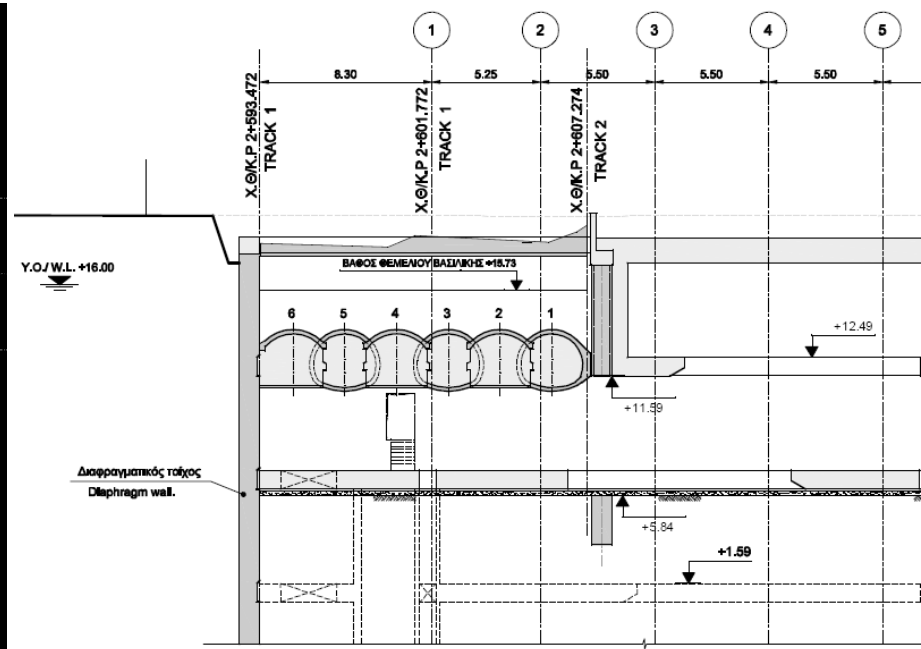 1 2 3 4 5
8.30 5.25 5.50 5.50 5.50
Χ.Θ/Κ.Ρ 2+593.472
TRACK 1
Χ.Θ/Κ.Ρ 2+601.772
TRACK 1
Χ.Θ/Κ.Ρ 2+607.274
TRACK 2
Υ.Ο./ W.L. +16.00
ΒΑΘΟΣ ΘΕΜΕΛΙΟΥ ΒΑΣΙΛΙΚΗΣ +15.73
6 5 4 3 2 1
+12.49
+11.59
Διαφραγματικός τοίχος
Diaphragm wall.
+5.84
+1.59